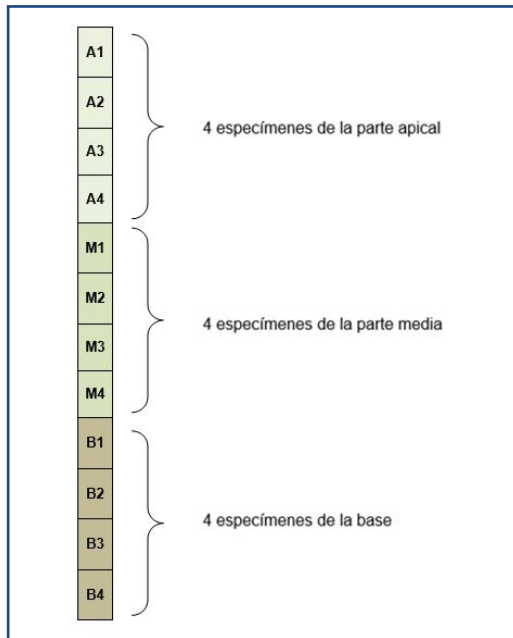 A1
A2
A3
A4
4 especímenes de la parte apical
M1
M2
M3
M4
4 especímenes de la parte media
B1
B2
B3
B4
4 especímenes de la base